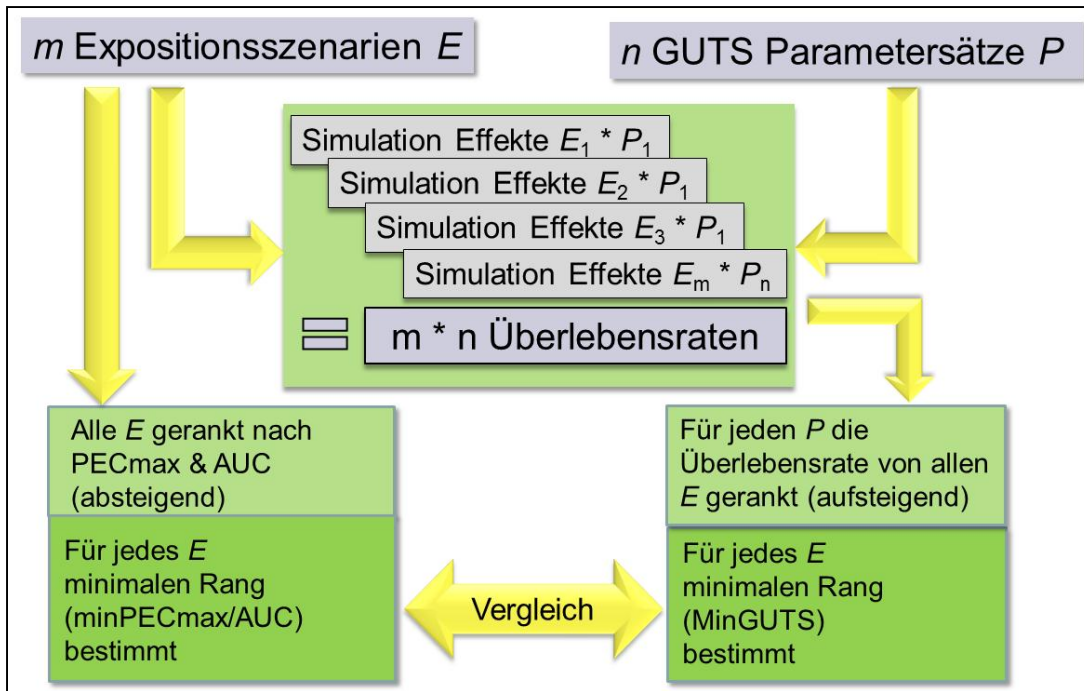 m Expositionsszenarien E
n GUTS Parametersätze P
Simulation Effekte E1 * P1
Simulation Effekte E2 * P1
Simulation Effekte E3 * P1
Simulation Effekte Em * Pn
= m * n Überlebensraten
Alle E gerankt nach
PECmax & AUC
(absteigend)
Für jedes E
minimalen Rang
(minPECmax/AUC)
bestimmt
Vergleich
Für jeden P die
Überlebensrate von allen
E gerankt (aufsteigend)
Für jedes E
minimalen Rang
(MinGUTS)
bestimmt